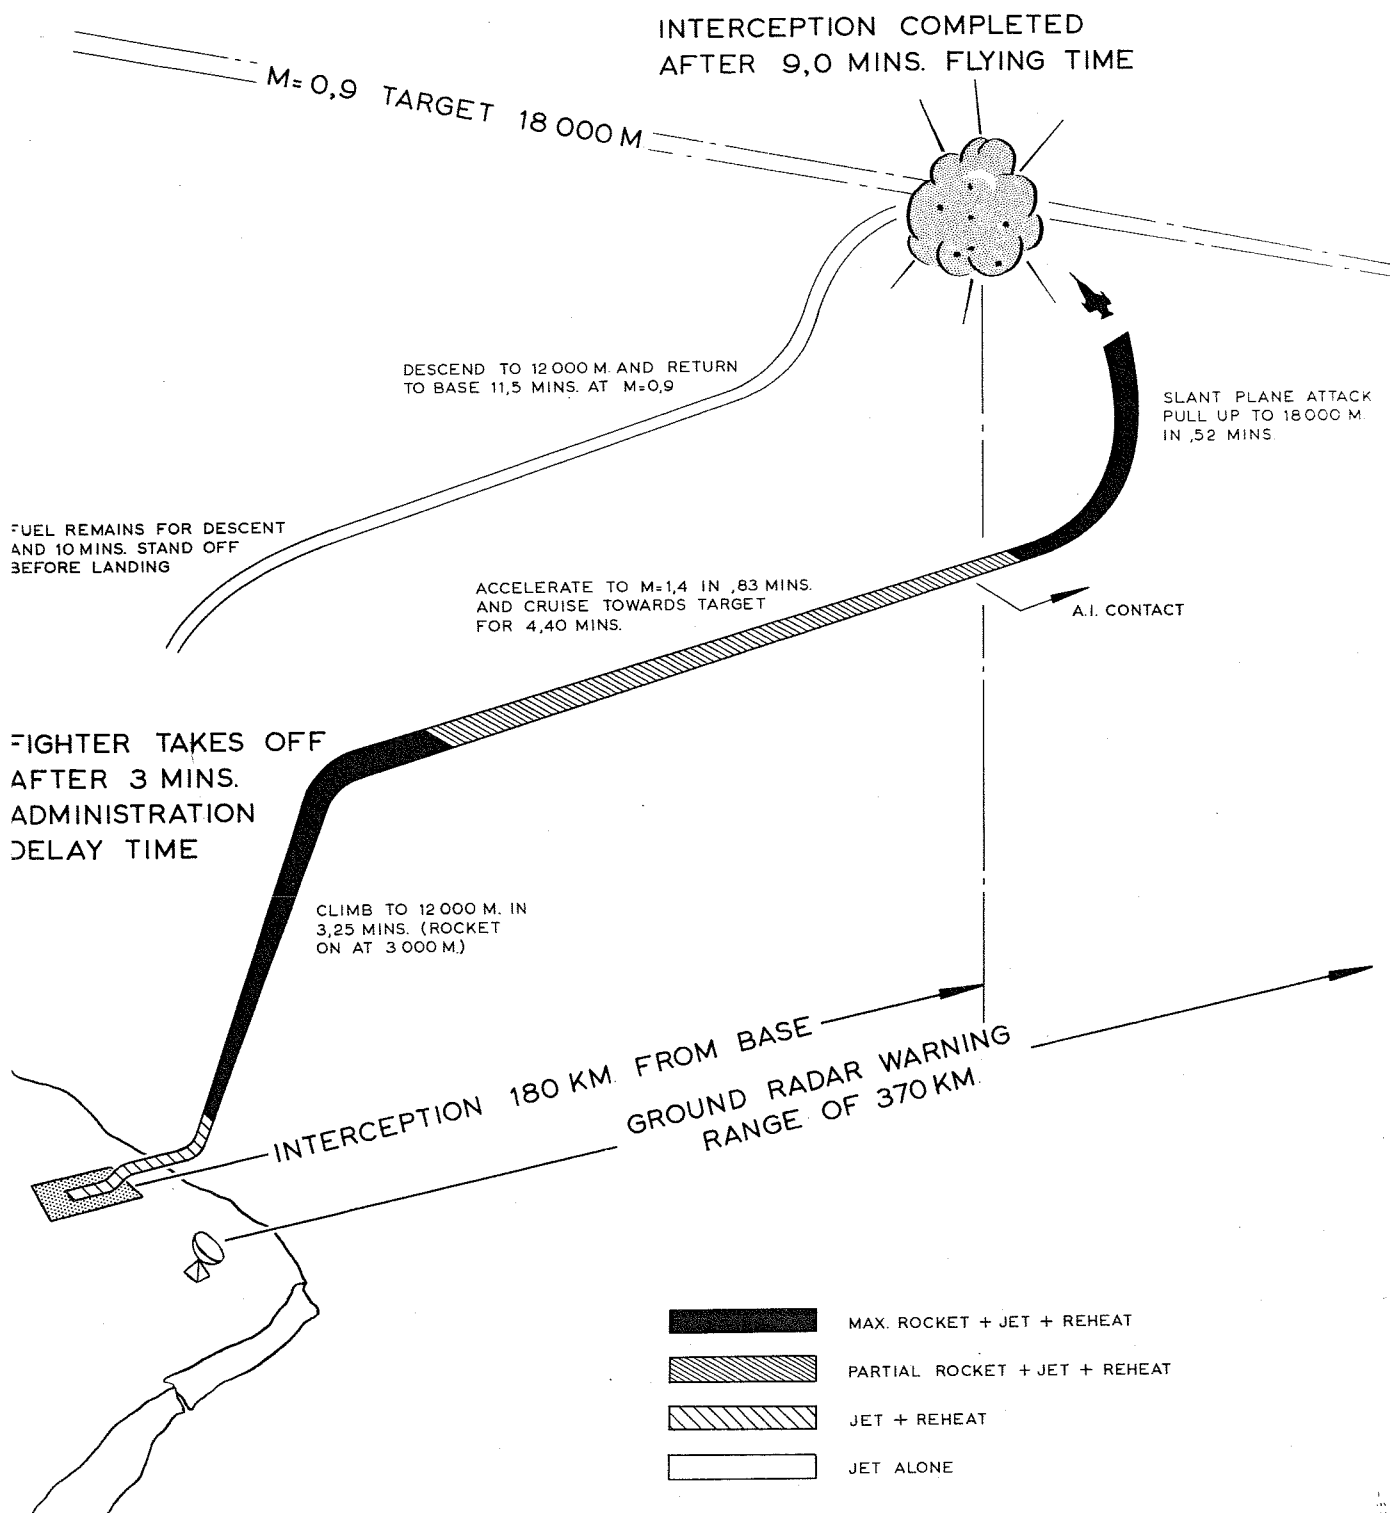 INTERCEPTION COMPLETED
AFTER 9,0 MINS. FLYING TIME
M=0,9 TARGET 18 000 M
DESCEND TO 12 000 M. AND RETURN
TO BASE 11,5 MINS. AT M=0,9
SLANT PLANE ATTACK
PULL UP TO 18 000 M.
IN ,52 MINS.
FUEL REMAINS FOR DESCENT
AND 10 MINS. STAND OFF
BEFORE LANDING
ACCELERATE TO M=1,4 IN ,83 MINS.
AND CRUISE TOWARDS TARGET
FOR 4,40 MINS.
A.I. CONTACT
FIGHTER TAKES OFF
AFTER 3 MINS.
ADMINISTRATION
DELAY TIME
CLIMB TO 12 000 M. IN
3,25 MINS. (ROCKET
ON AT 3 000 M.)
INTERCEPTION 180 KM. FROM BASE
GROUND RADAR WARNING
RANGE OF 370 KM.
MAX. ROCKET + JET + REHEAT
PARTIAL ROCKET + JET + REHEAT
JET + REHEAT
JET ALONE